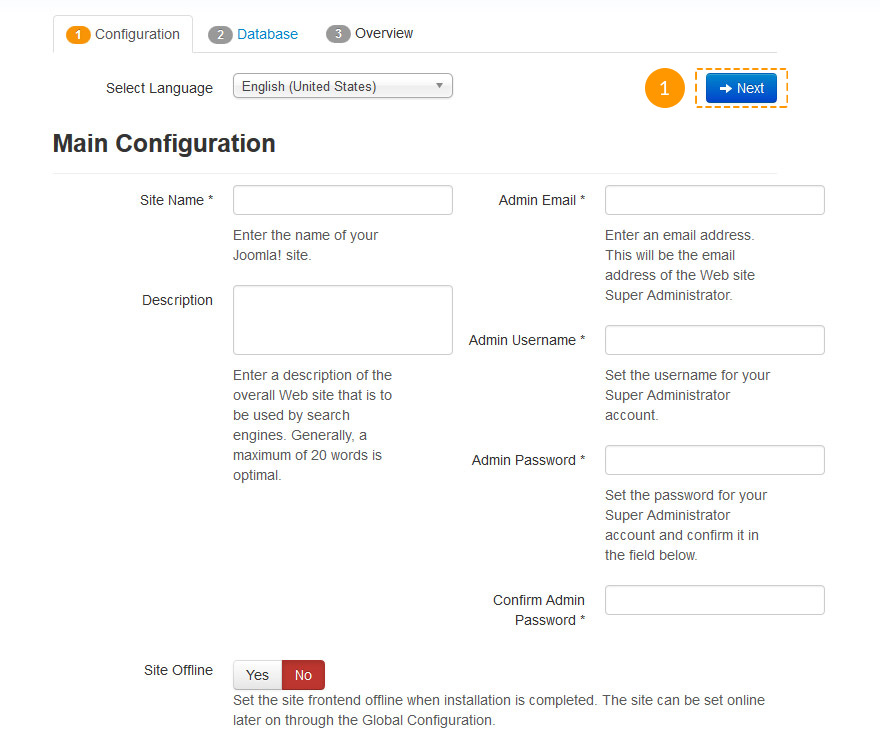 1 Configuration
2 Database
3 Overview
Select Language
English (United States)
1
Next
Main Configuration
Site Name *
Enter the name of your
Joomla! site.
Description
Enter a description of the
overall Web site that is to
be used by search
engines. Generally, a
maximum of 20 words is
optimal.
Admin Email *
Enter an email address.
This will be the email
address of the Web site
Super Administrator.
Admin Username *
Set the username for your
Super Administrator
account.
Admin Password *
Set the password for your
Super Administrator
account and confirm it in
the field below.
Confirm Admin
Password *
Site Offline
Yes
No
Set the site frontend offline when installation is completed. The site can be set online
later on through the Global Configuration.